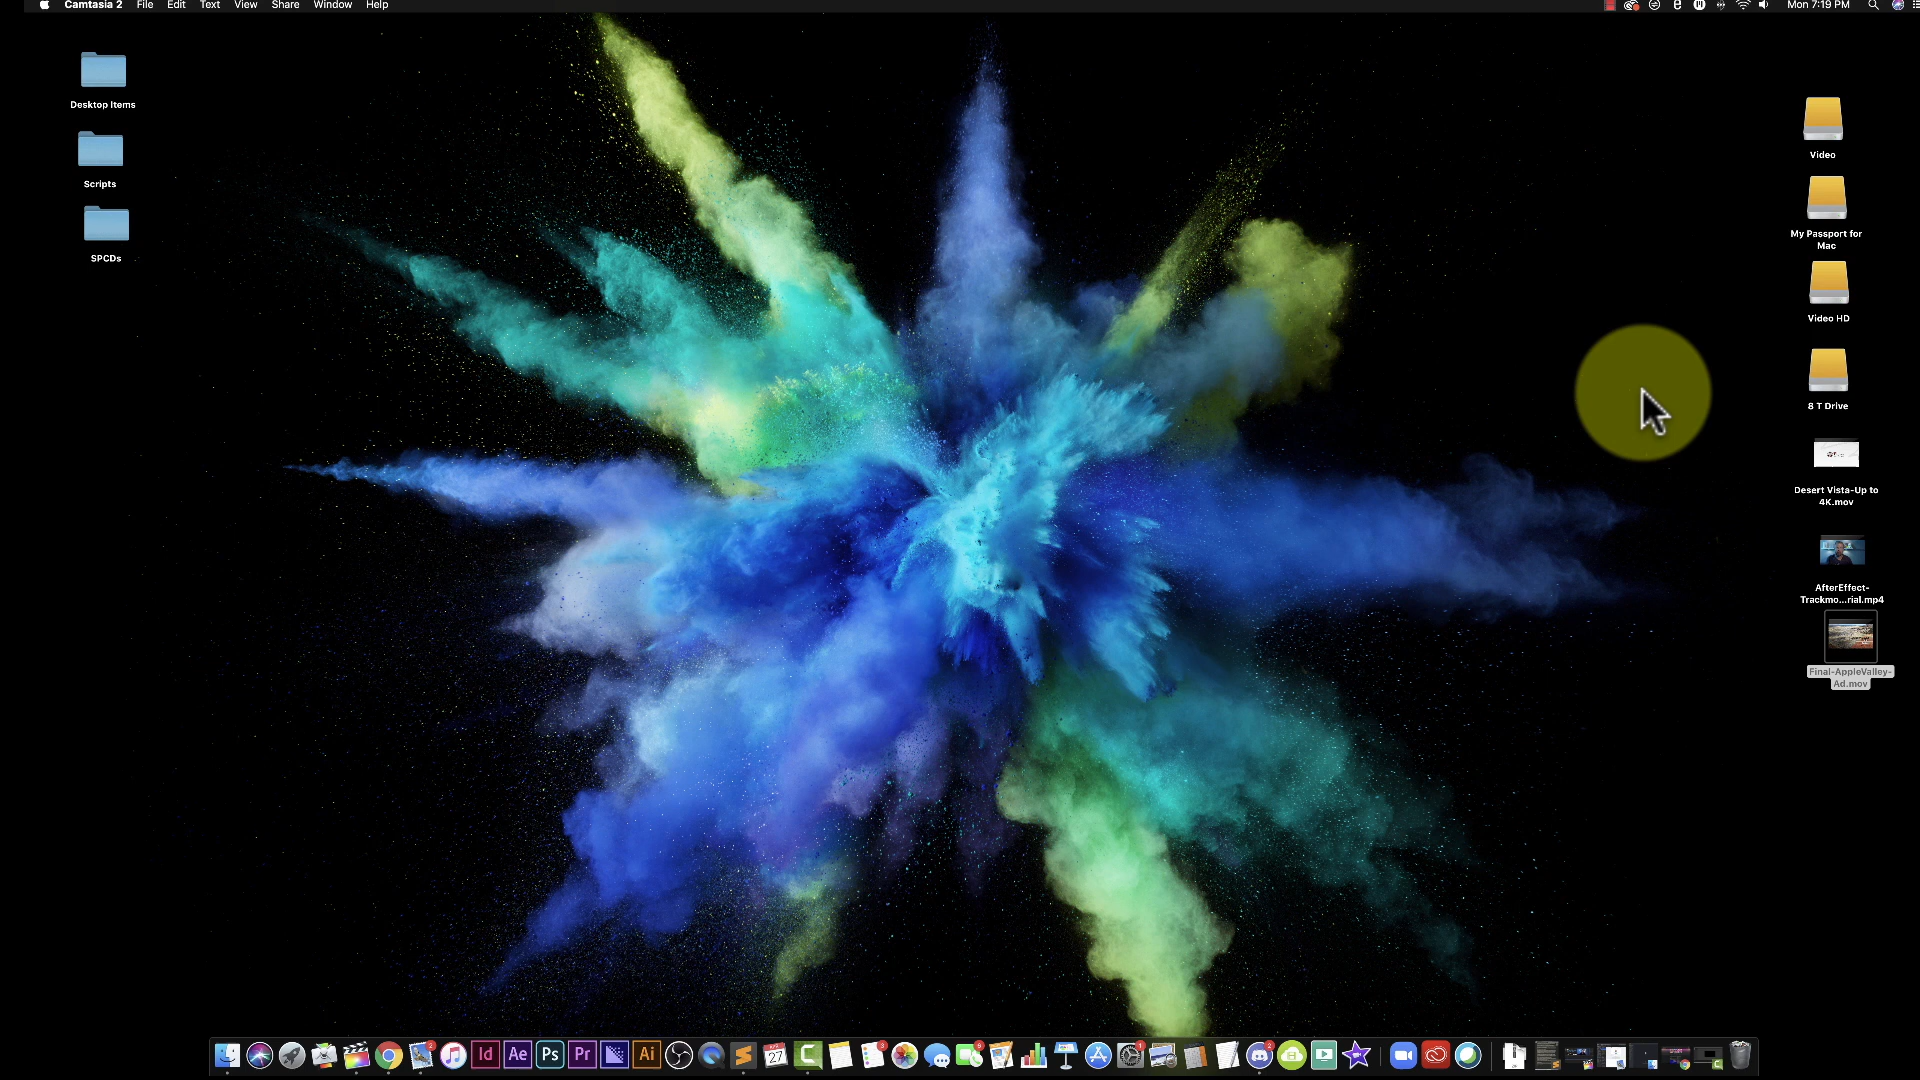 Camtasia 2 File Edit Text View Share Window Help
Mon 7:19 PM
Desktop Items
Scripts
SPCDs
Video
My Passport for
Mac
Video HD
8 T Drive
Desert Vista-Up to
4K.mov
AfterEffect-
Trackmo...rial.mp4
Final-AppleValley-
Ad.mov
Id Ae Ps Pr Ai
APR
27